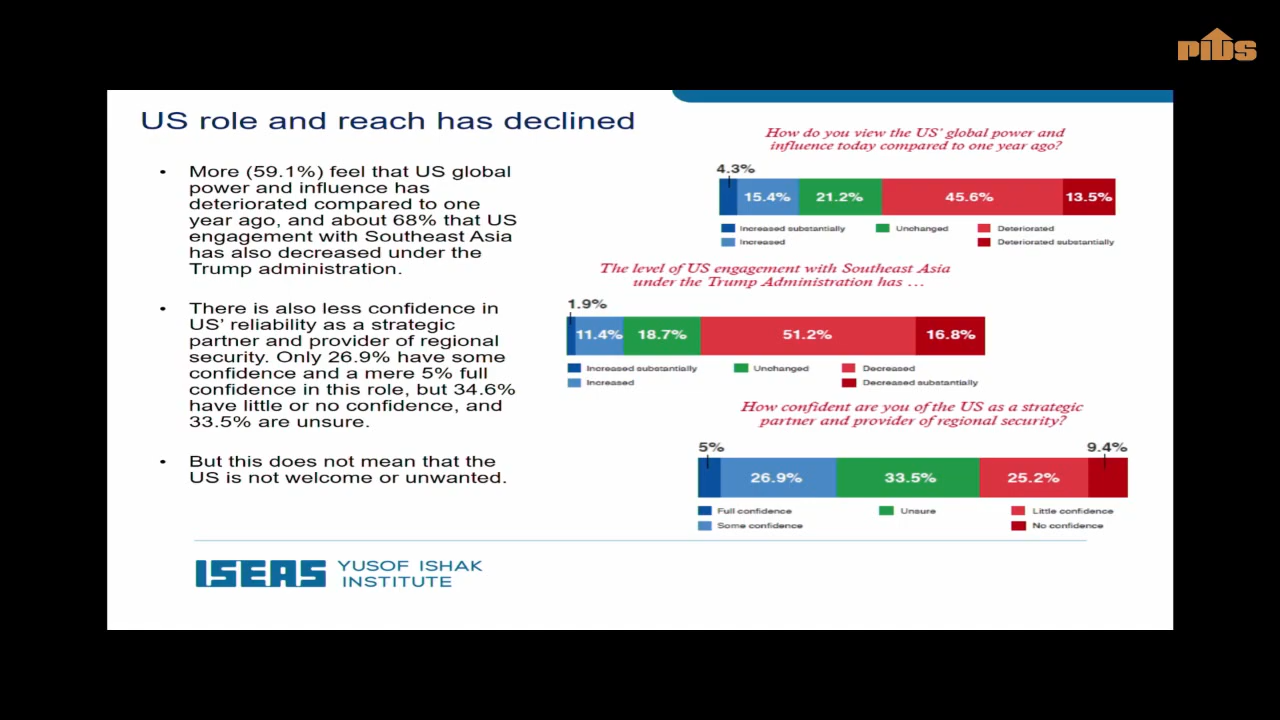 PIDS
US role and reach has declined
• More (59.1%) feel that US global
power and influence has
deteriorated compared to one
year ago, and about 68% that US
engagement with Southeast Asia
has also decreased under the
Trump administration.
• There is also less confidence in
US' reliability as a strategic
partner and provider of regional
security. Only 26.9% have some
confidence and a mere 5% full
confidence in this role, but 34.6%
have little or no confidence, and
33.5% are unsure.
• But this does not mean that the
US is not welcome or unwanted.
How do you view the US' global power and
influence today compared to one year ago?
4.3%
15.4% 21.2% 45.6% 13.5%
Increased substantially Unchanged Deteriorated
Increased Deteriorated substantially
The level of US engagement with Southeast Asia
under the Trump Administration has ...
1.9%
11.4% 18.7% 51.2% 16.8%
Increased substantially Unchanged Decreased
Increased Decreased substantially
How confident are you of the US as a strategic
partner and provider of regional security?
5% 9.4%
26.9% 33.5% 25.2%
Full confidence Unsure Little confidence
Some confidence No confidence
ISEAS YUSOF ISHAK
INSTITUTE